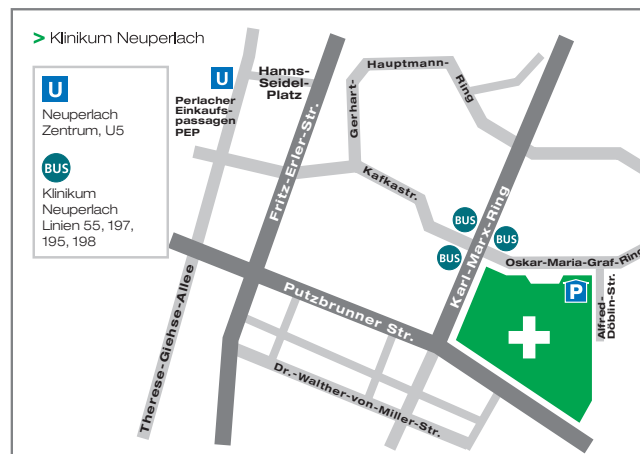 > Klinikum Neuperlach
U
Neuperlach
Zentrum, U5
BUS
Klinikum
Neuperlach
Linien 55, 197,
195, 198
U
Hanns-
Seidel-
Platz
Perlacher
Einkaufs-
passagen
PEP
Fritz-Erler-Str.
Gerhart-
Hauptmann-
Ring
Kafkastr.
BUS
BUS
BUS
Karl-Marx-Ring
Oskar-Maria-Graf-Ring
P
Alfred-
Döblin-Str.
Therese-Giehse-Allee
Putzbrunner Str.
Dr.-Walther-von-Miller-Str.